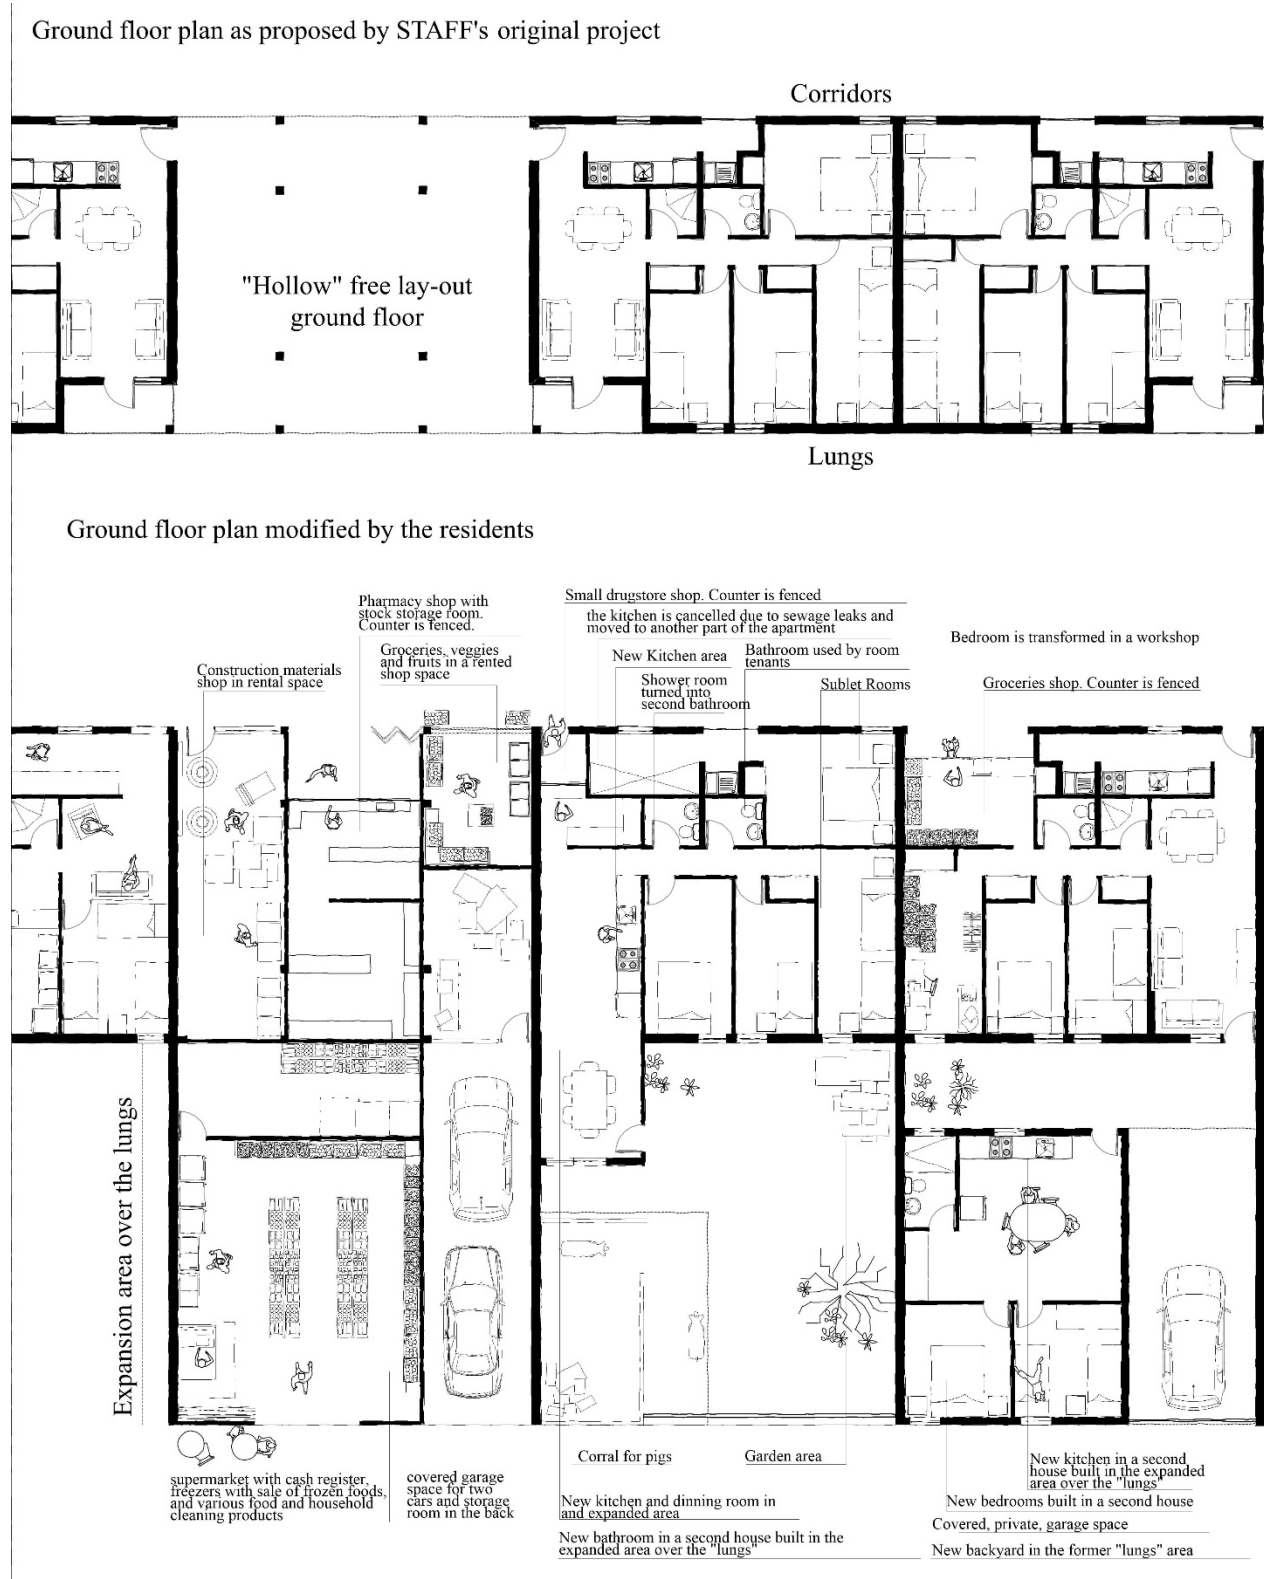 Ground floor plan as proposed by STAFF's original project
Corridors
"Hollow" free lay-out
ground floor
Lungs
Ground floor plan modified by the residents
Small drugstore shop. Counter is fenced
Pharmacy shop with
stock storage room.
Counter is fenced.
the kitchen is cancelled due to sewage leaks and
moved to another part of the apartment
Bedroom is transformed in a workshop
Groceries, veggies
and fruits in a rented
shop space
New Kitchen area
Bathroom used by room
tenants
Construction materials
shop in rental space
Shower room
turned into
second bathroom
Sublet Rooms
Groceries shop. Counter is fenced
Expansion area over the lungs
supermarket with cash register,
freezers with sale of frozen foods,
and various food and household
cleaning products
covered garage
space for two
cars and storage
room in the back
Corral for pigs
Garden area
New kitchen and dinning room in
and expanded area
New bathroom in a second house built in the
expanded area over the "lungs"
New kitchen in a second
house built in the expanded
area over the "lungs"
New bedrooms built in a second house
Covered, private, garage space
New backyard in the former "lungs" area